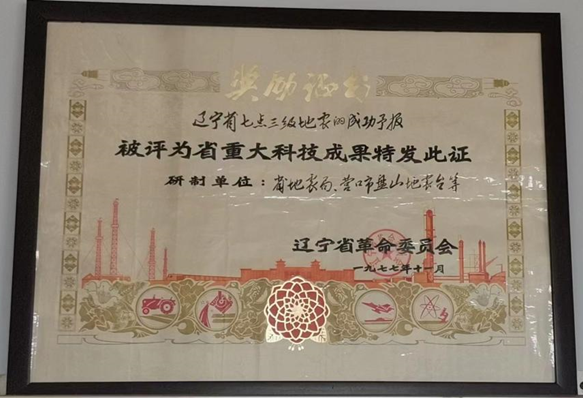 奖励证书
辽宁省七点三级地震的成功予报
被评为省重大科技成果特发此证
研制单位：省地震局、营口市盘山地震台等
辽宁省革命委员会
一九七七年十一月